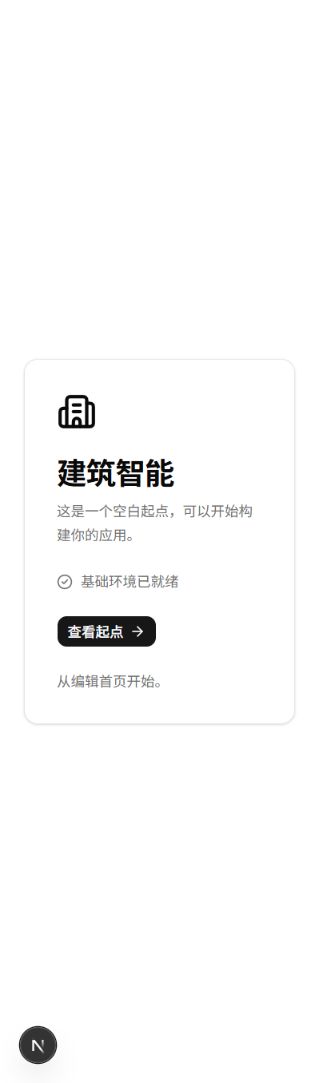 建筑智能
这是一个空白起点，可以开始构
建你的应用。
基础环境已就绪
查看起点
从编辑首页开始。
N